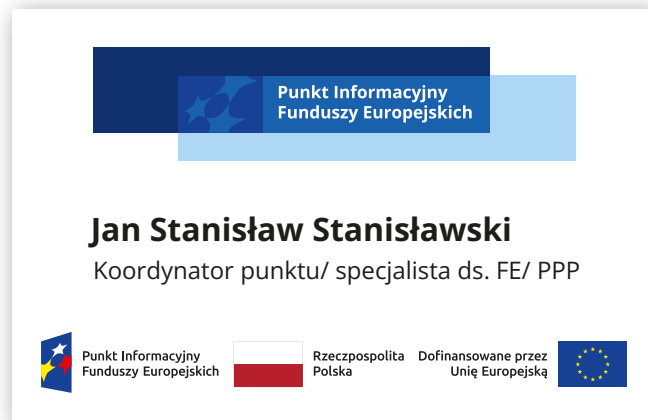 Punkt Informacyjny
Funduszy Europejskich
Jan Stanisław Stanisławski
Koordynator punktu/ specjalista ds. FE/ PPP
Punkt Informacyjny
Funduszy Europejskich
Rzeczpospolita
Polska
Dofinansowane przez
Unię Europejską